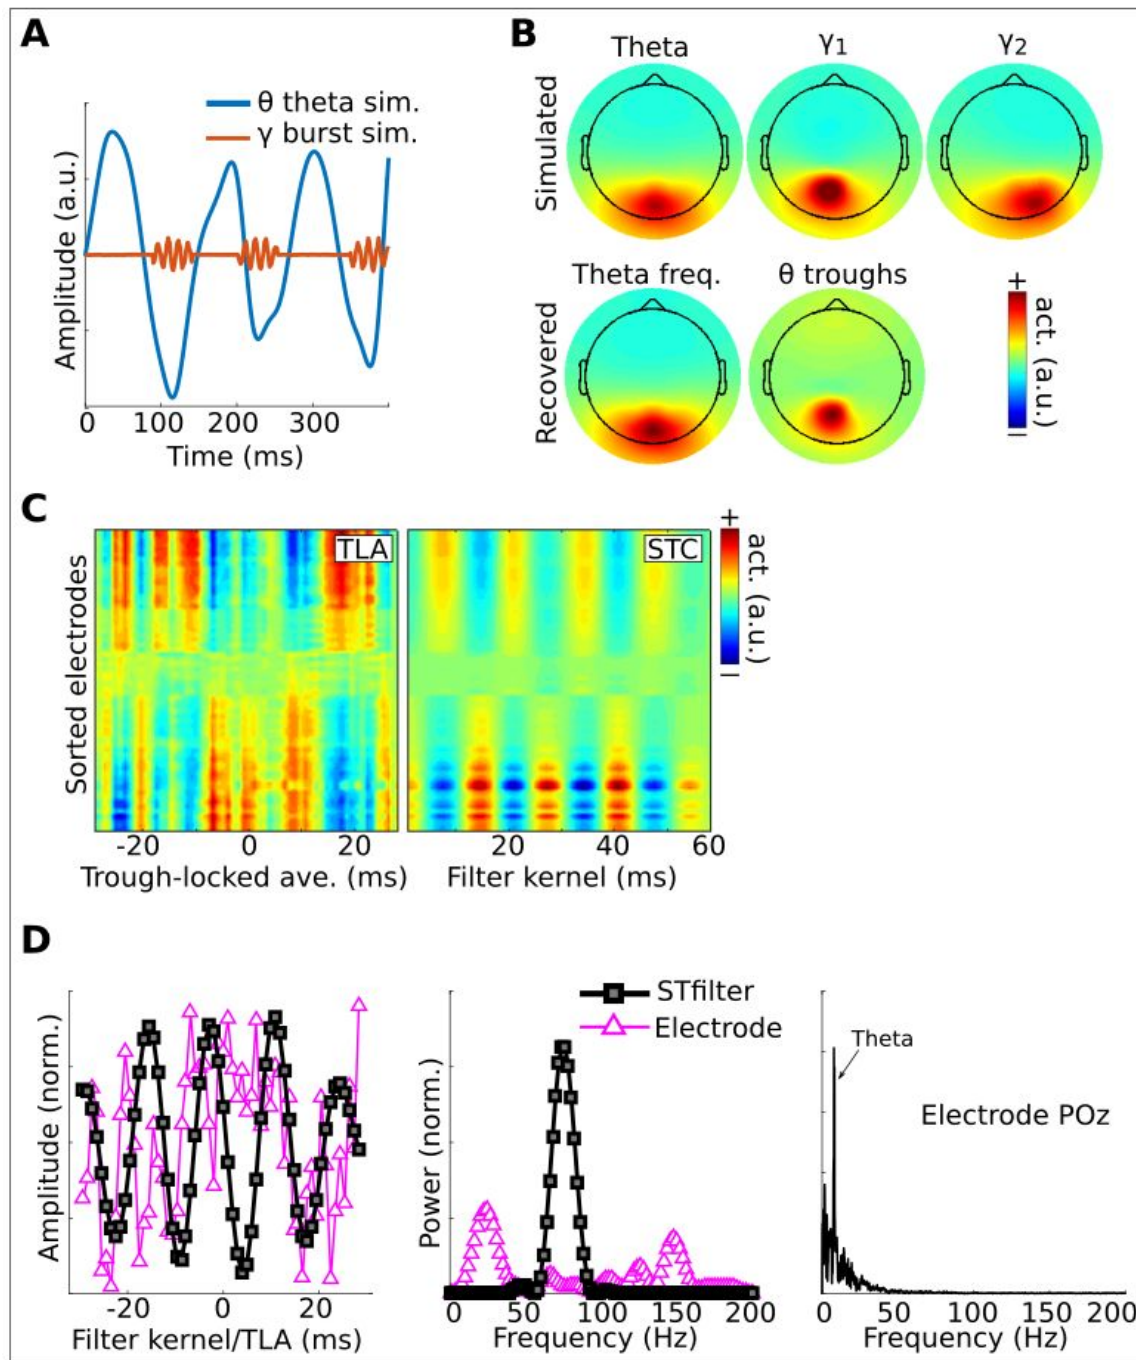 A
θ theta sim.
γ burst sim.
Amplitude (a.u.)
0 100 200 300
Time (ms)
B
Theta γ1 γ2
Simulated
Theta freq. θ troughs
Recovered
+
act. (a.u.)
−
C
TLA STC
Sorted electrodes
-20 0 20
Trough-locked ave. (ms)
20 40 60
Filter kernel (ms)
+
act. (a.u.)
−
D
Amplitude (norm.)
-20 0 20
Filter kernel/TLA (ms)
STfilter
Electrode
Power (norm.)
0 50 100 150 200
Frequency (Hz)
Theta
Electrode POz
0 50 100 150 200
Frequency (Hz)